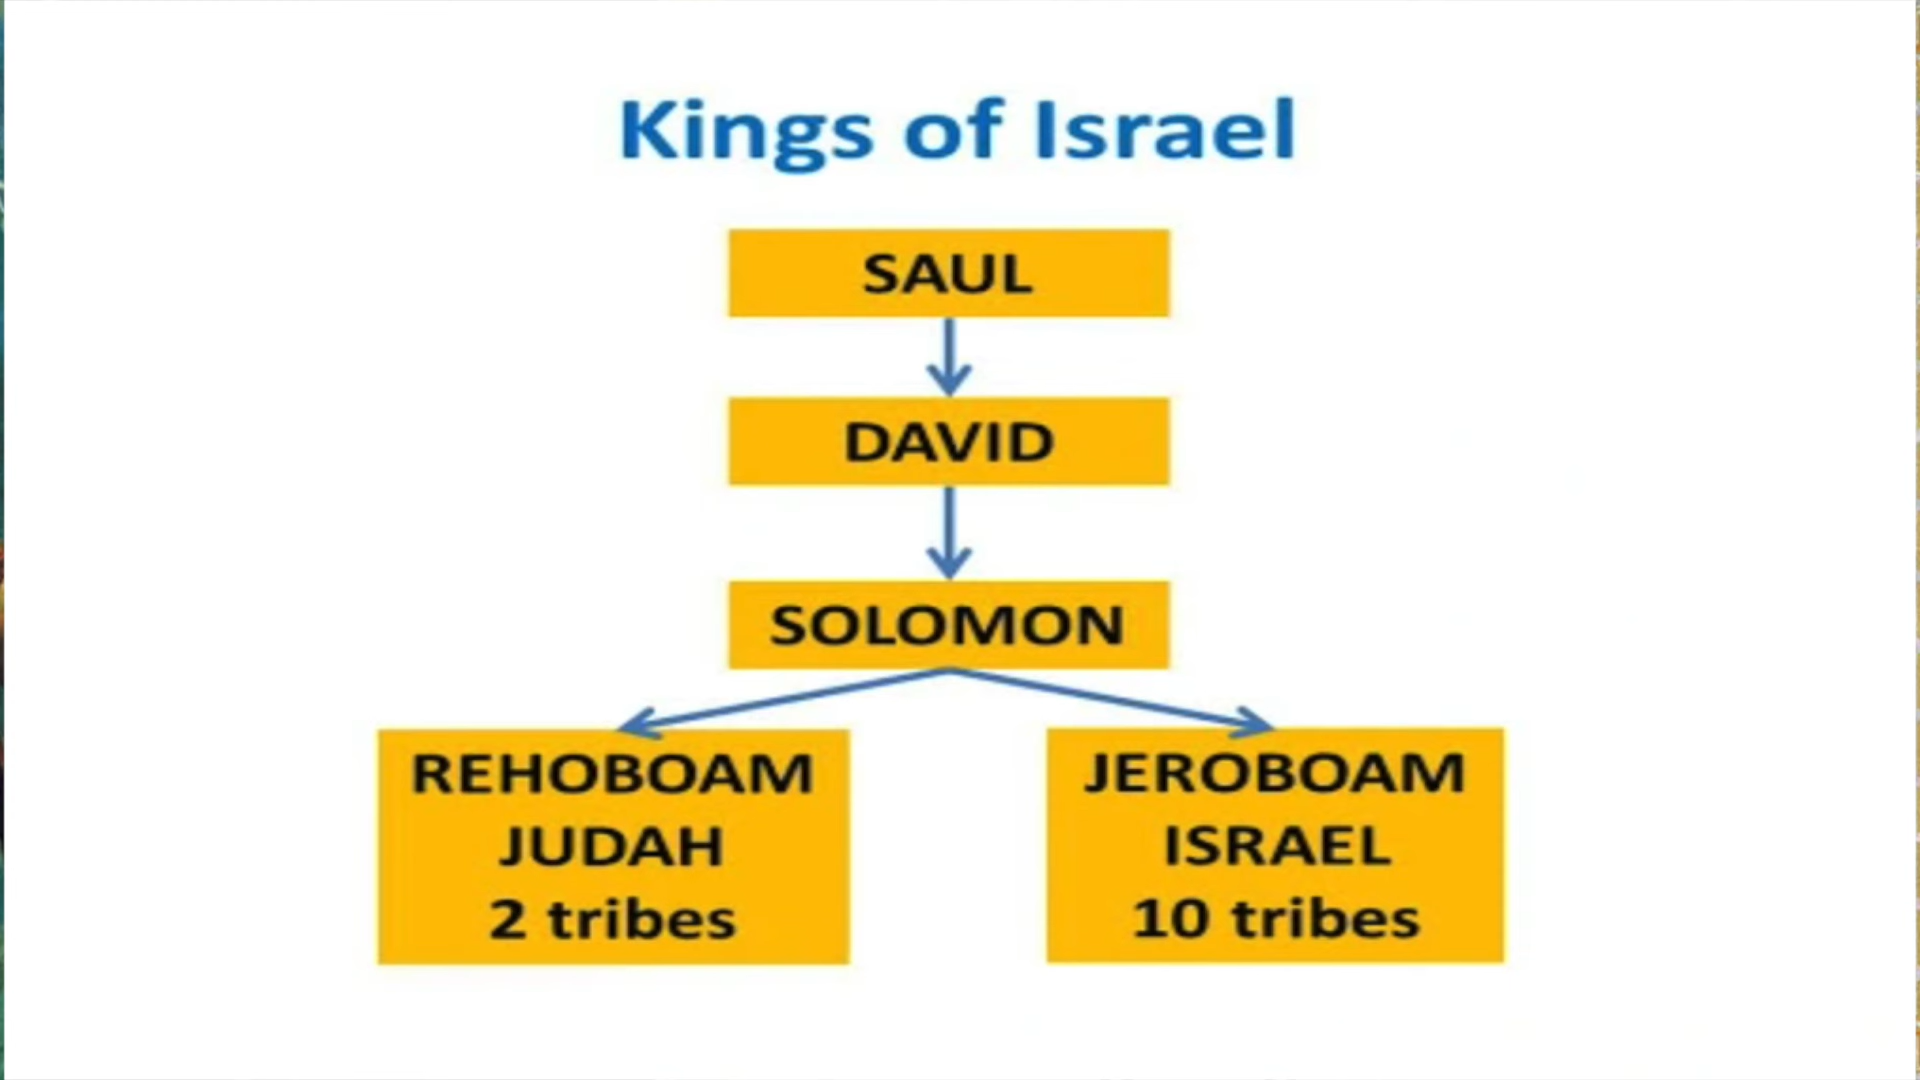 Kings of Israel
SAUL
DAVID
SOLOMON
REHOBOAM
JUDAH
2 tribes
JEROBOAM
ISRAEL
10 tribes